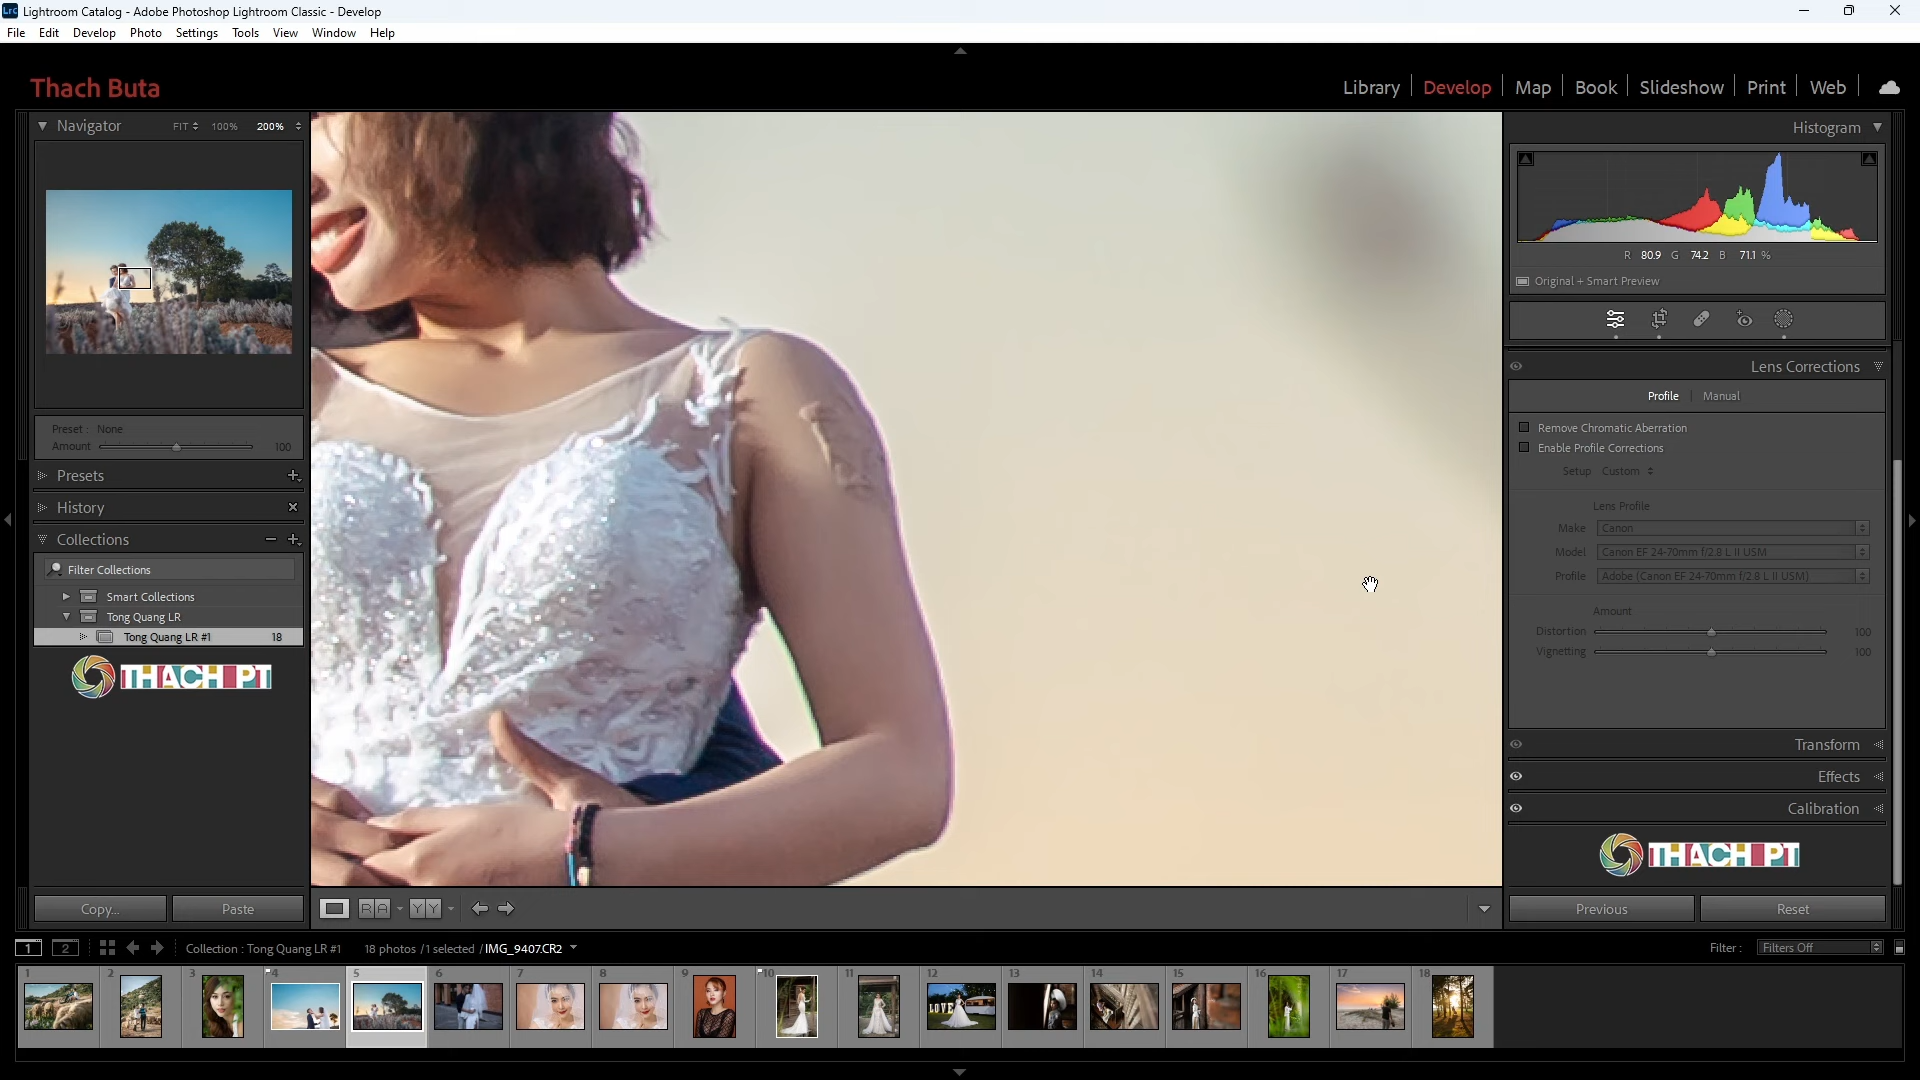 Lrc Lightroom Catalog - Adobe Photoshop Lightroom Classic - Develop
File Edit Develop Photo Settings Tools View Window Help
Thach Buta
Library Develop Map Book Slideshow Print Web
Navigator FIT 100% 200%
Preset : None
Amount 100
Presets
History
Collections
Filter Collections
Smart Collections
Tong Quang LR
Tong Quang LR #1 18
THACH PT
Copy... Paste
Histogram
R 80.9 G 74.2 B 71.1 %
Original + Smart Preview
Lens Corrections
Profile Manual
Remove Chromatic Aberration
Enable Profile Corrections
Setup Custom
Lens Profile
Make Canon
Model Canon EF 24-70mm f/2.8 L II USM
Profile Adobe (Canon EF 24-70mm f/2.8 L II USM)
Amount
Distortion 100
Vignetting 100
Transform
Effects
Calibration
THACH PT
Previous Reset
R A Y Y
1 2 Collection : Tong Quang LR #1 18 photos / 1 selected / IMG_9407.CR2 Filter : Filters Off
1 2 3 4 5 6 7 8 9 10 11 12 13 14 15 16 17 18
LOVE